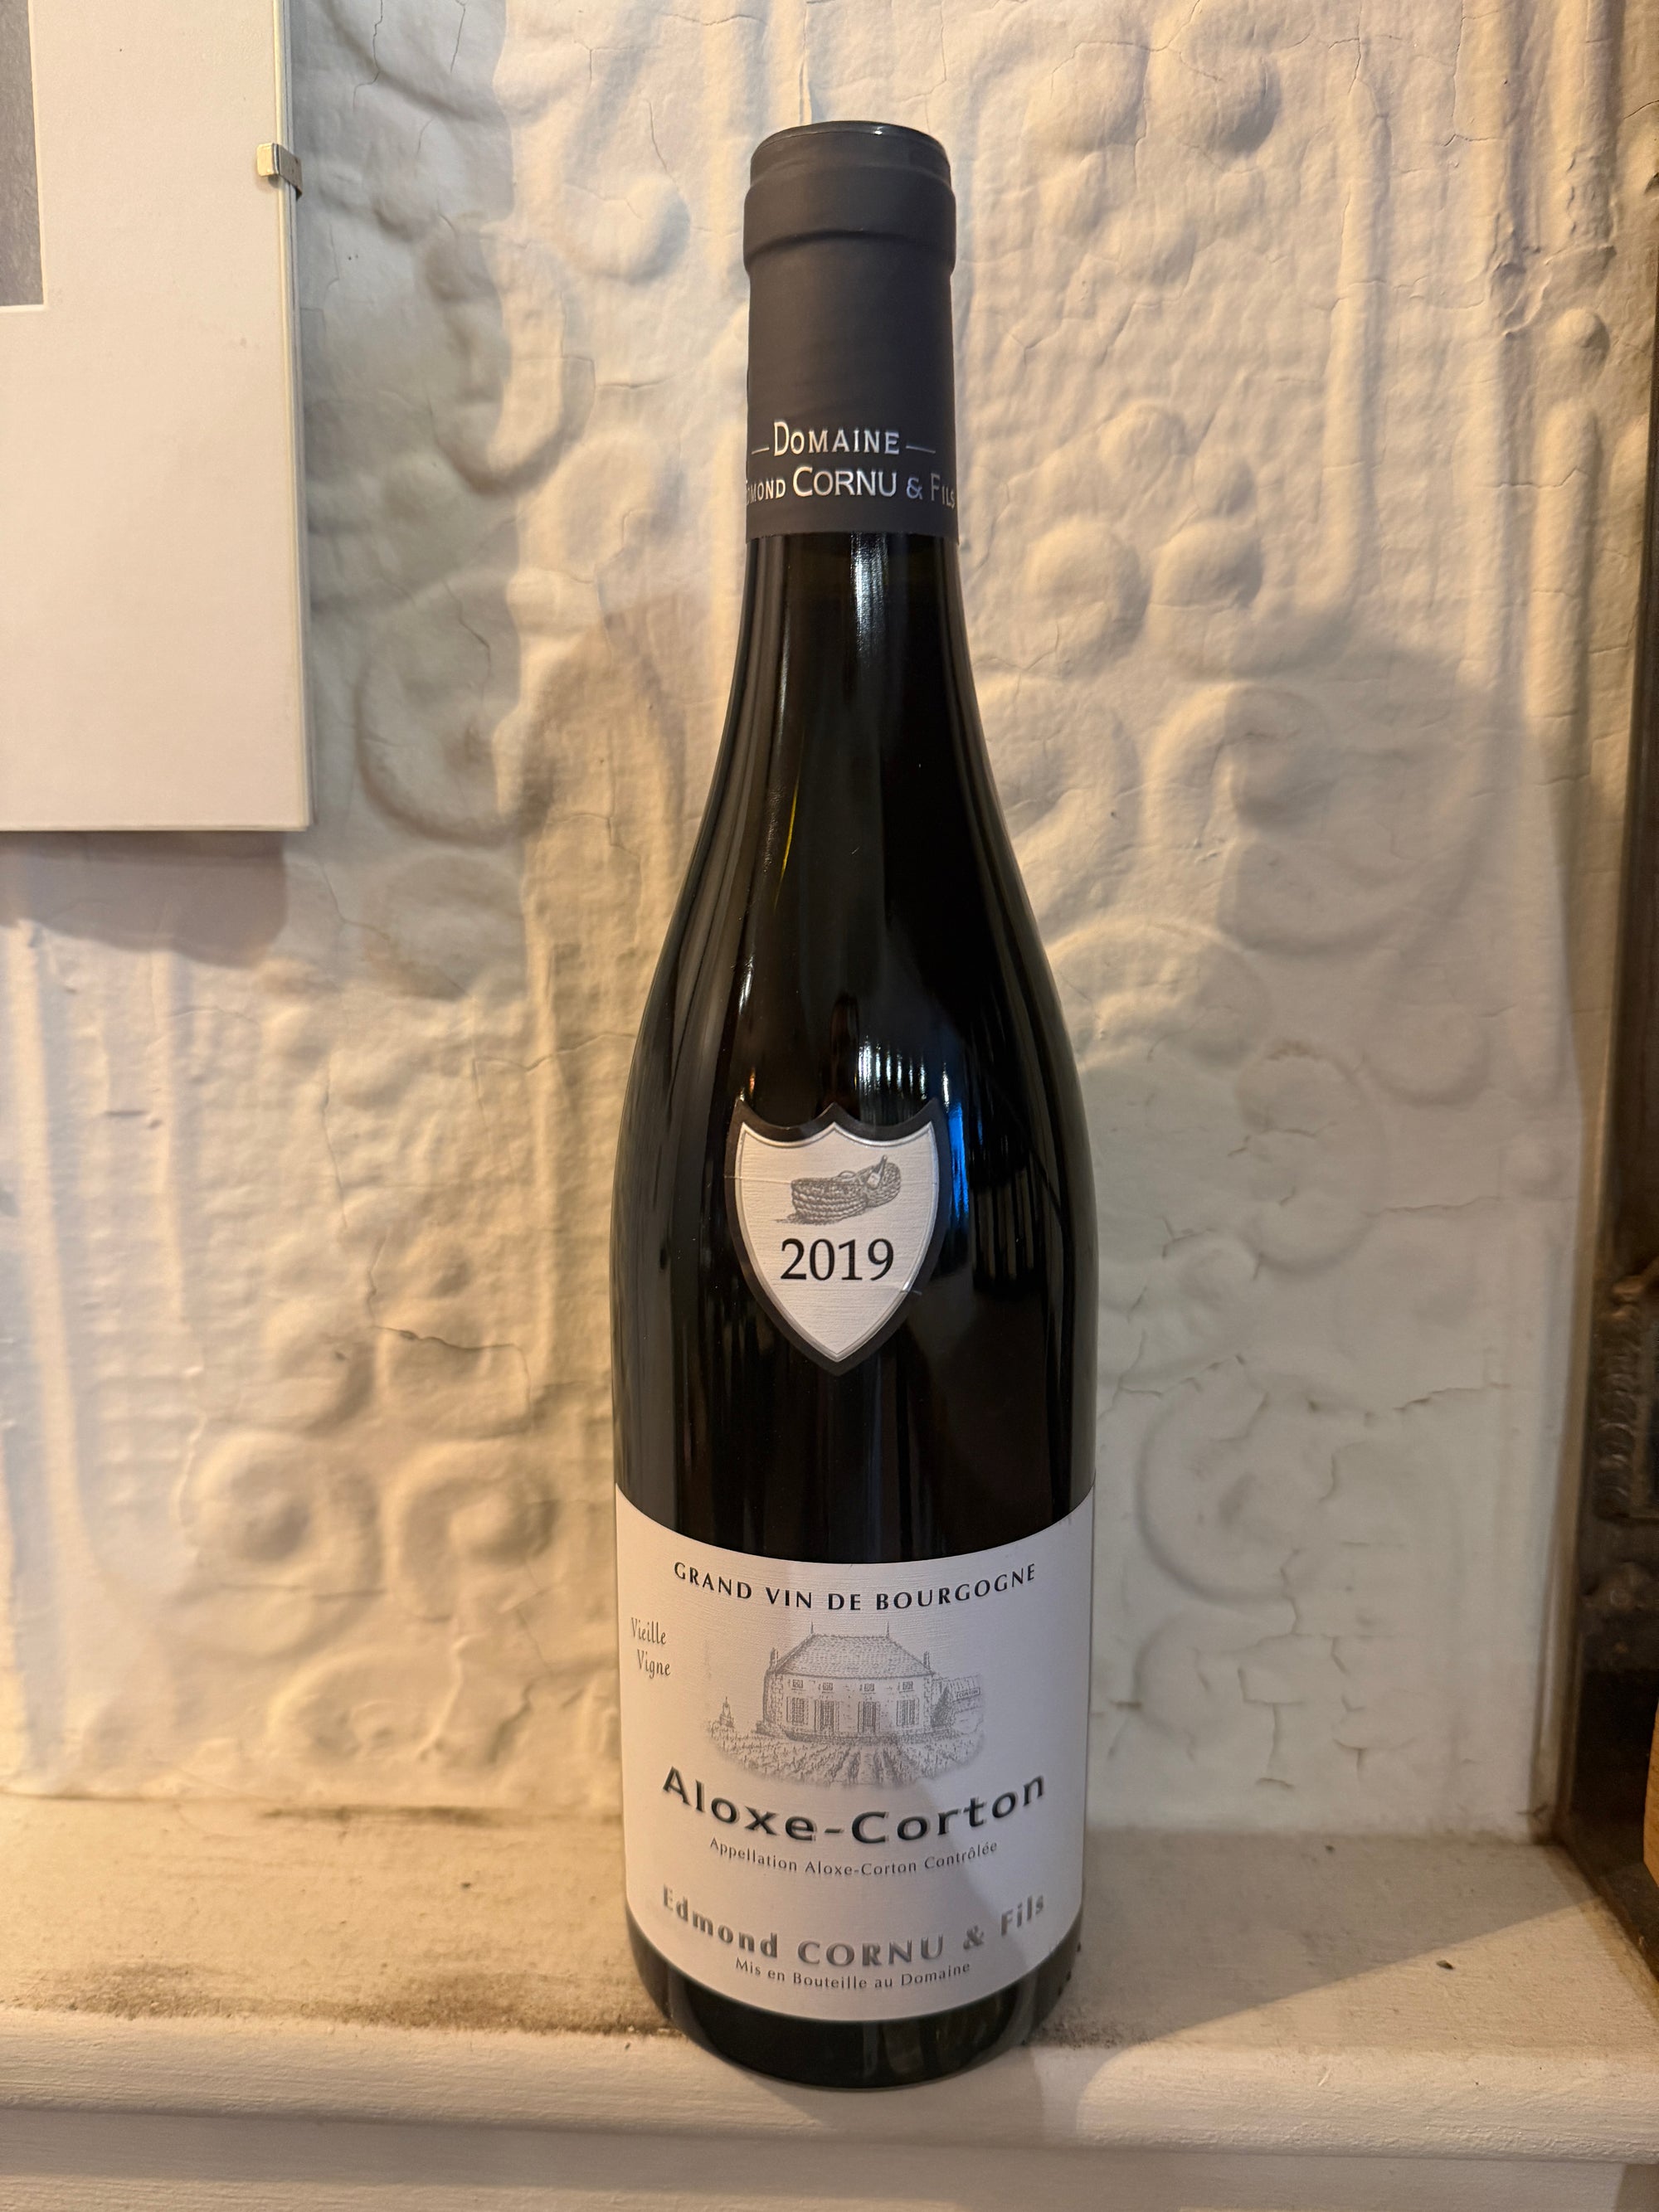 DOMAINE
EDMOND CORNU & FILS
2019
GRAND VIN DE BOURGOGNE
Vieille
Vigne
Aloxe-Corton
Appellation Aloxe-Corton Contrôlée
Edmond CORNU & Fils
Mis en Bouteille au Domaine